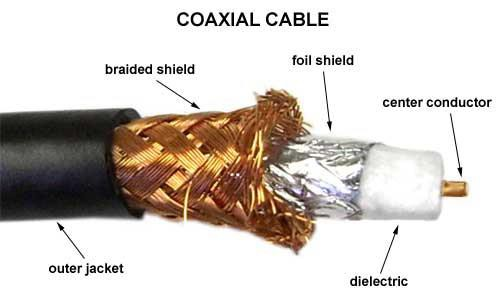 COAXIAL CABLE
foil shield
braided shield
center conductor
outer jacket
dielectric